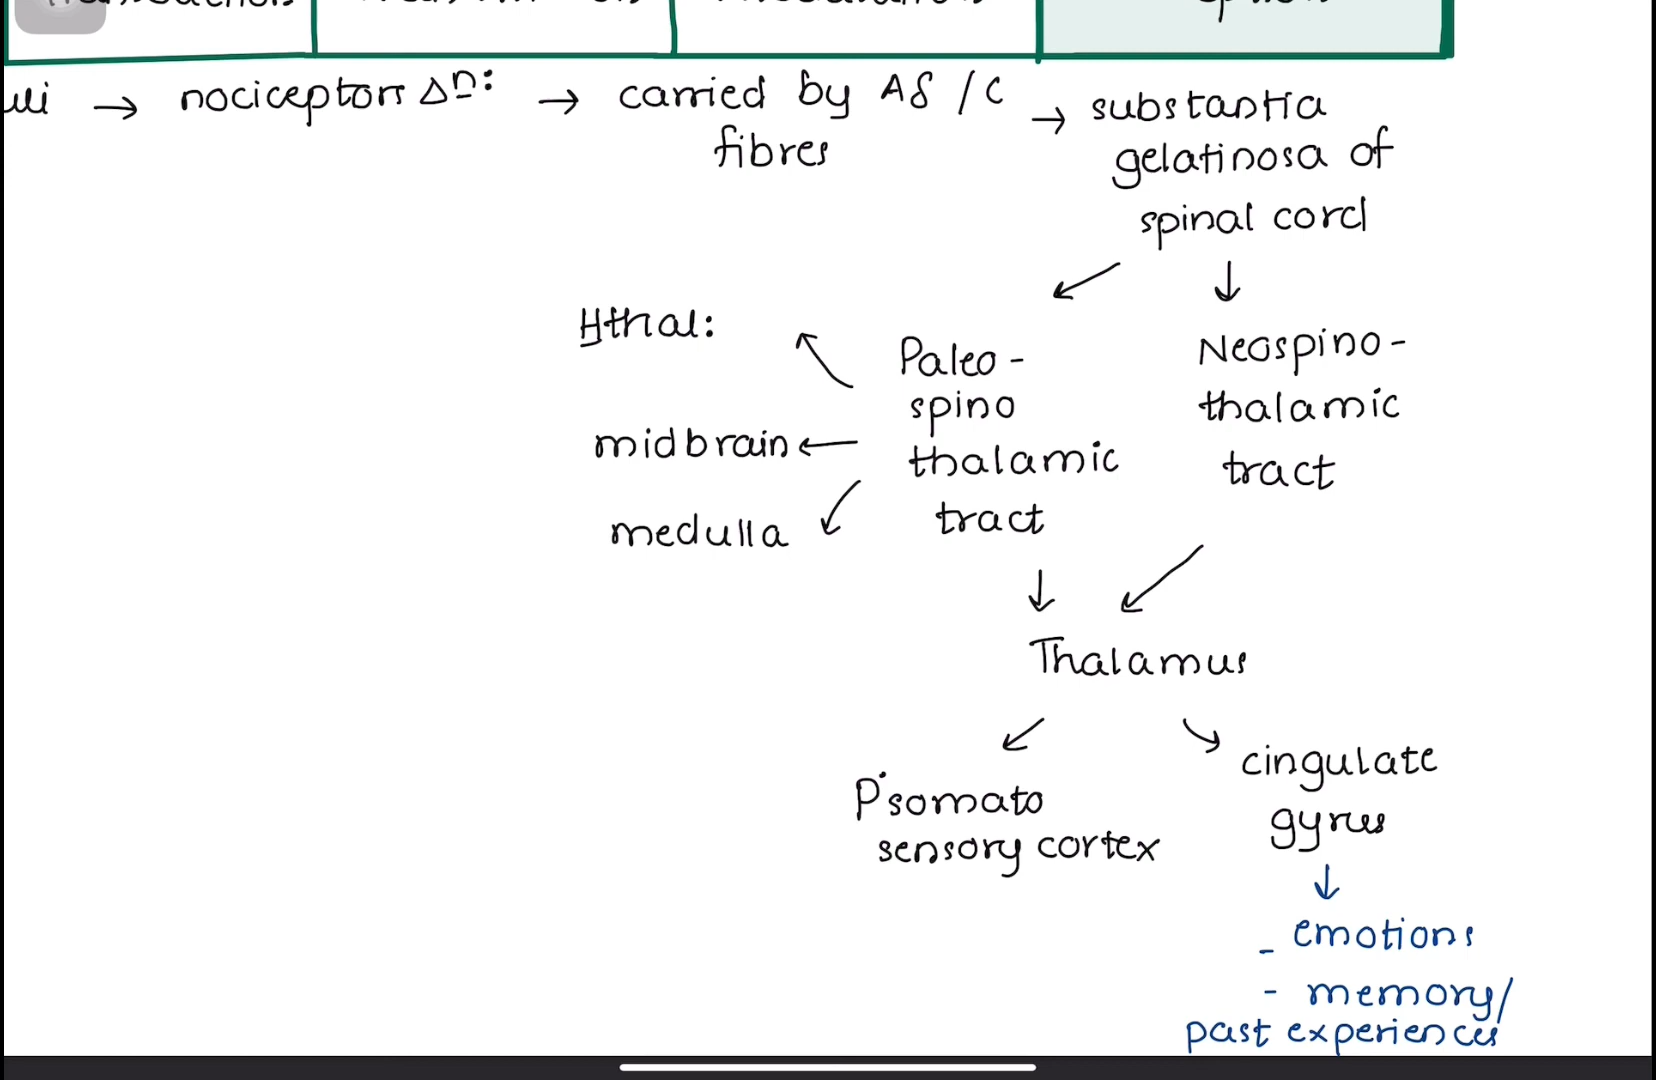 nociceptors Δn:
→ carried by Aδ / C
fibres
→ substantia
gelatinosa of
spinal cord
Hthal:
midbrain
medulla
Paleo -
spino
thalamic
tract
Neospino -
thalamic
tract
Thalamus
P'somato
sensory cortex
cingulate
gyrus
- emotions
- memory/
past experiences